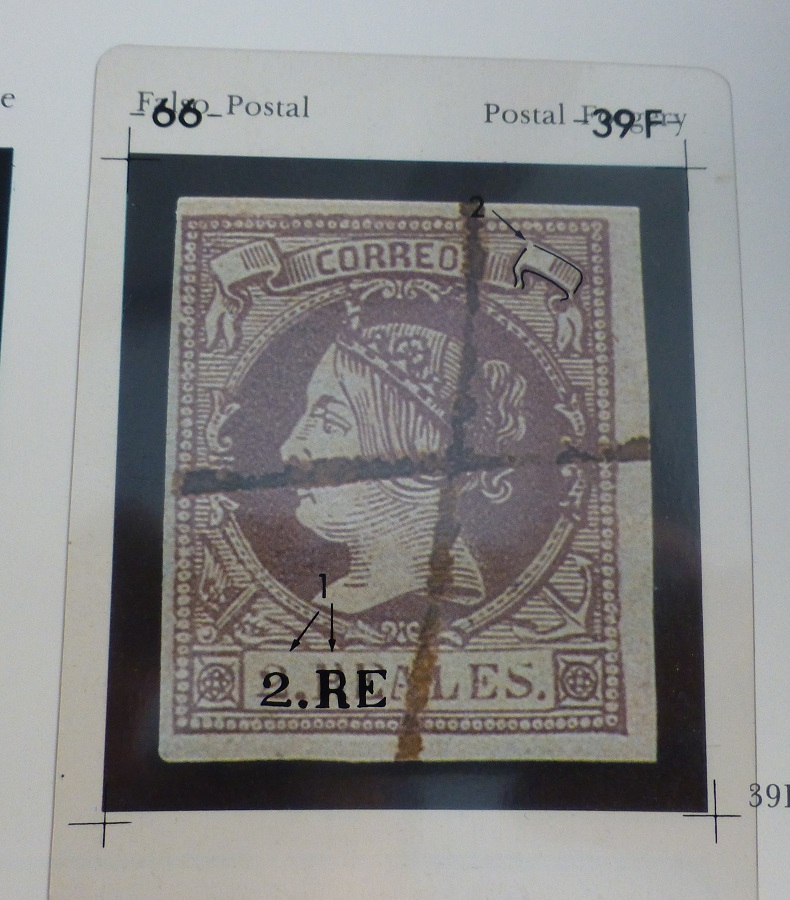 e
Falso Postal
-66-
Postal Forgery
-39F-
2
CORREO
1
2.REALES.
2.RE
39